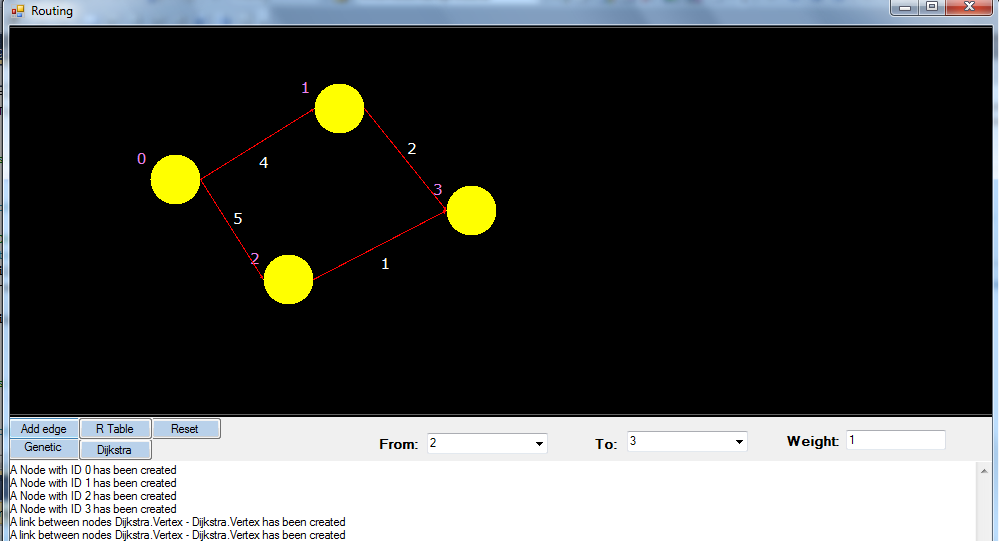 Routing
1
0
4
2
3
5
2
1
Add edge
R Table
Reset
Genetic
Dijkstra
From:
2
To:
3
Weight:
1
A Node with ID 0 has been created
A Node with ID 1 has been created
A Node with ID 2 has been created
A Node with ID 3 has been created
A link between nodes Dijkstra.Vertex - Dijkstra.Vertex has been created
A link between nodes Dijkstra.Vertex - Dijkstra.Vertex has been created